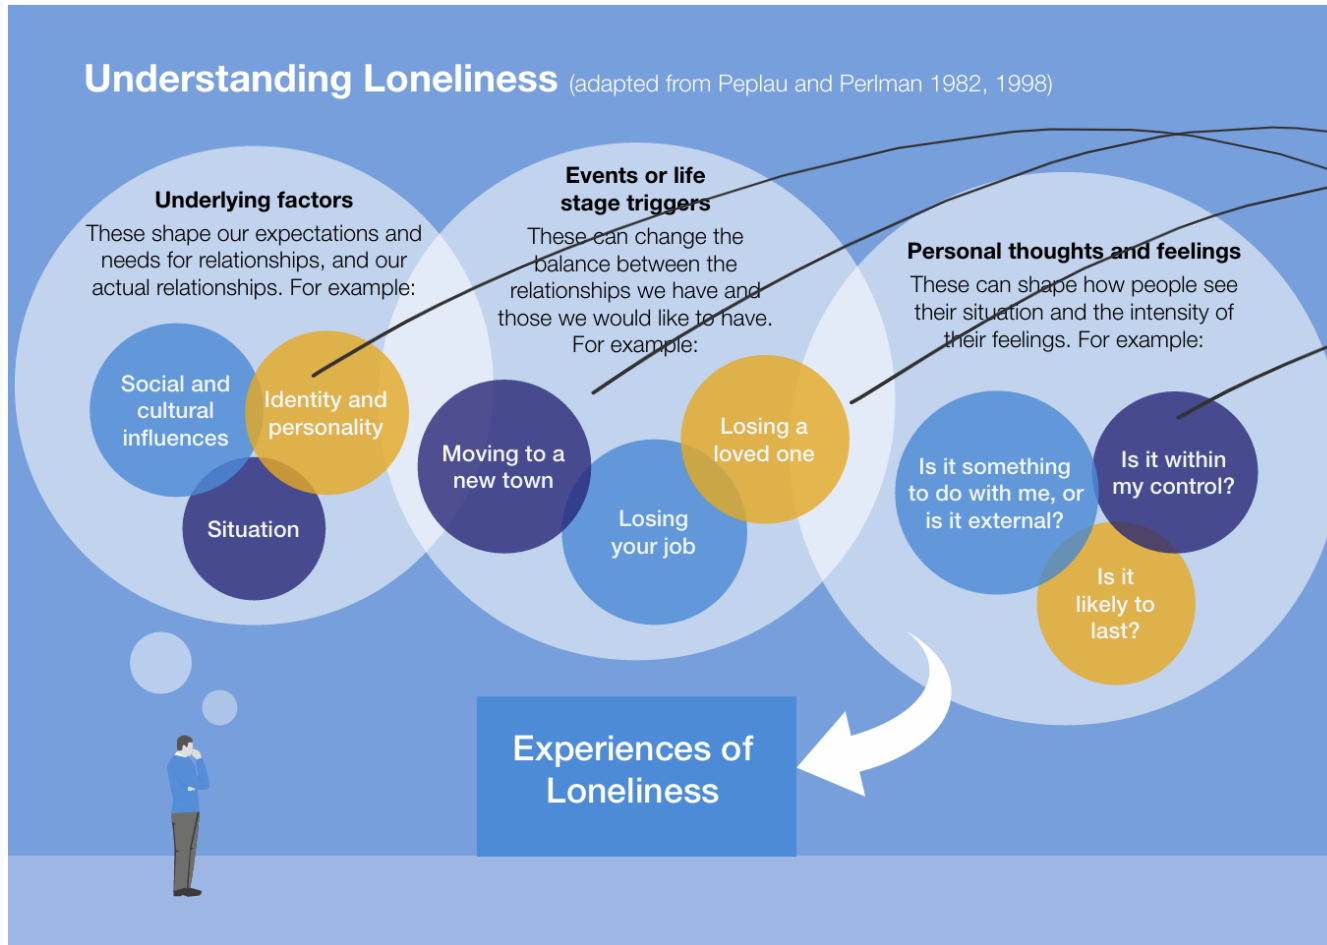 Understanding Loneliness (adapted from Peplau and Perlman 1982, 1998)
Underlying factors
These shape our expectations and
needs for relationships, and our
actual relationships. For example:
Social and
cultural
influences
Identity and
personality
Situation
Events or life
stage triggers
These can change the
balance between the
relationships we have and
those we would like to have.
For example:
Moving to a
new town
Losing
your job
Losing a
loved one
Personal thoughts and feelings
These can shape how people see
their situation and the intensity of
their feelings. For example:
Is it something
to do with me, or
is it external?
Is it within
my control?
Is it
likely to
last?
Experiences of
Loneliness